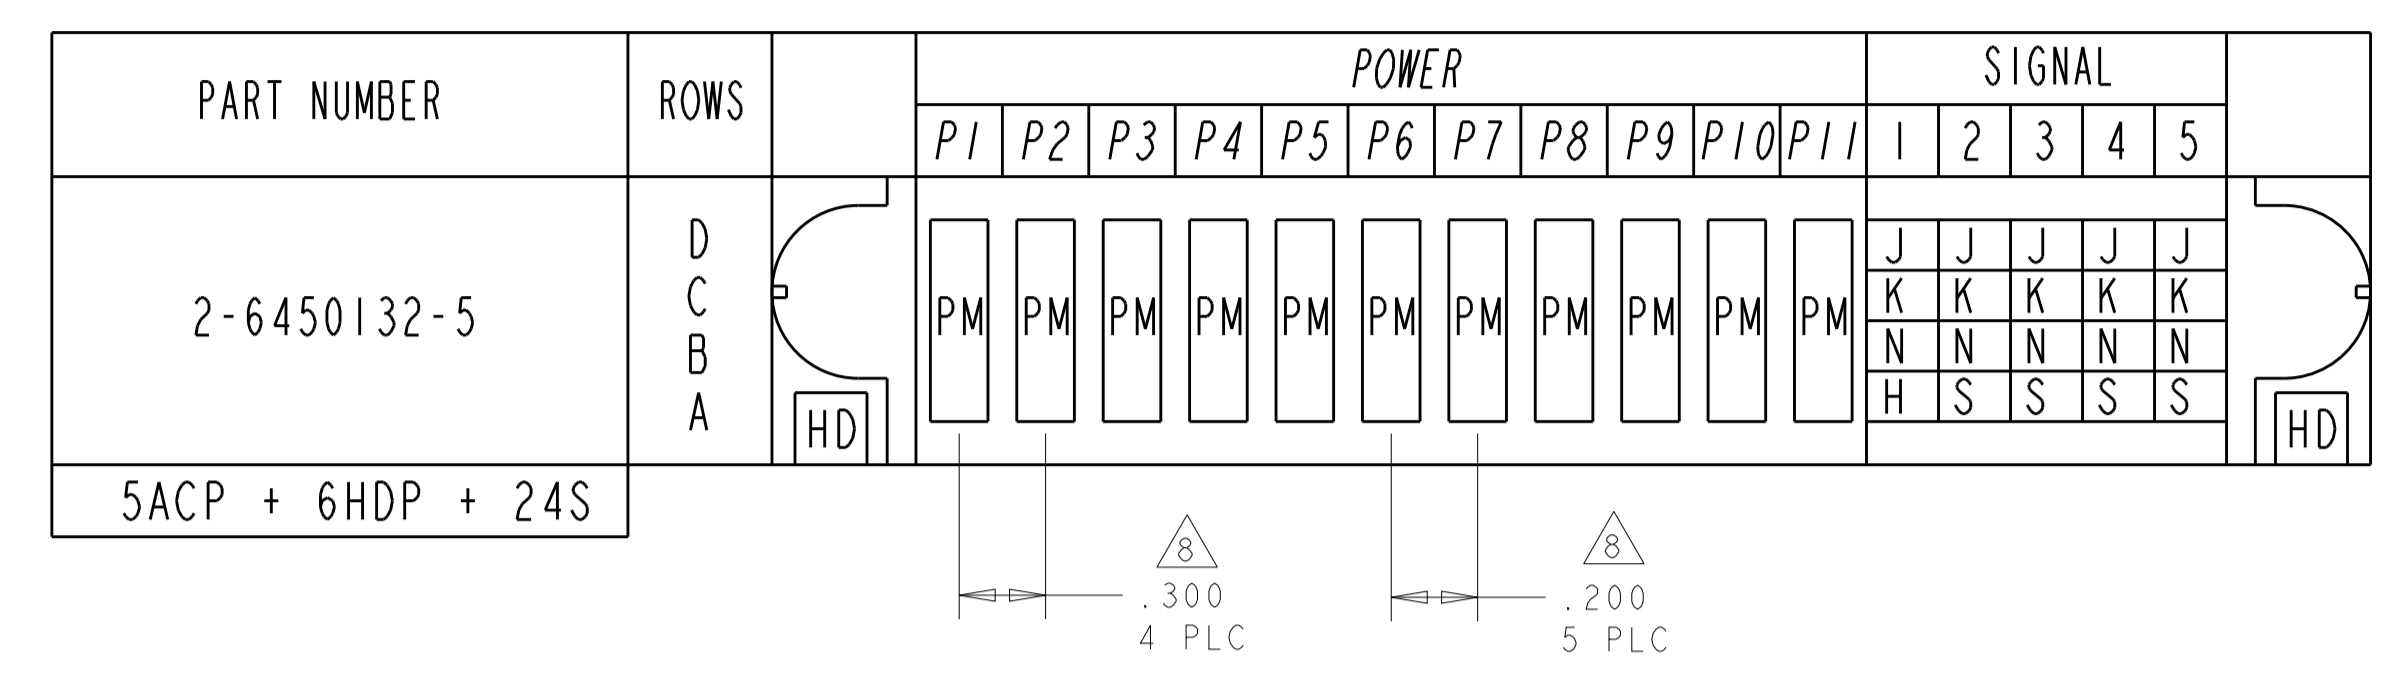 PART NUMBER ROWS POWER SIGNAL
P1 P2 P3 P4 P5 P6 P7 P8 P9 P10 P11 1 2 3 4 5
2-6450132-5
D
C
B
A
HD
PM PM PM PM PM PM PM PM PM PM PM
J J J J J
K K K K K
N N N N N
H S S S S
HD
5ACP + 6HDP + 24S
8
.300
4 PLC
8
.200
5 PLC